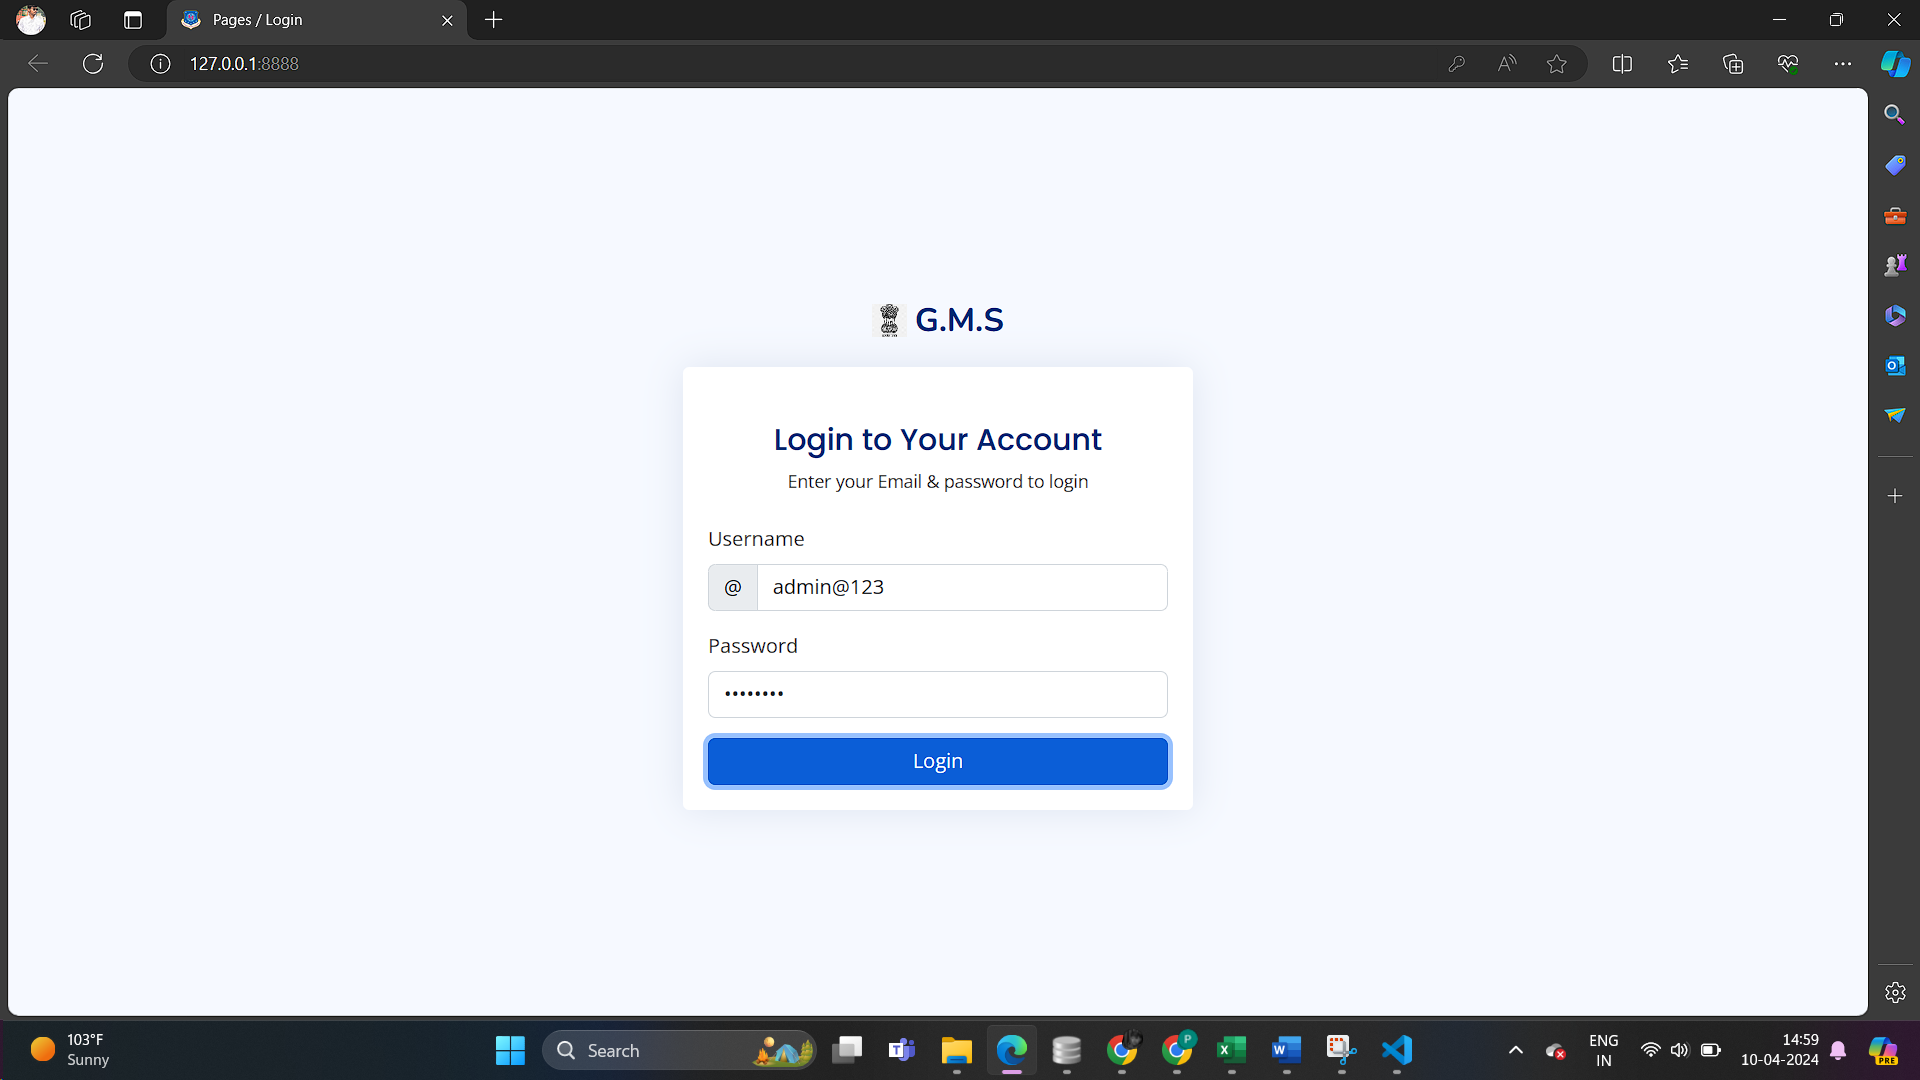 Pages / Login
127.0.0.1:8888
G.M.S
Login to Your Account
Enter your Email & password to login
Username
@ admin@123
Password
••••••••
Login
103°F
Sunny
Search
P
ENG
IN
14:59
10-04-2024
PRE